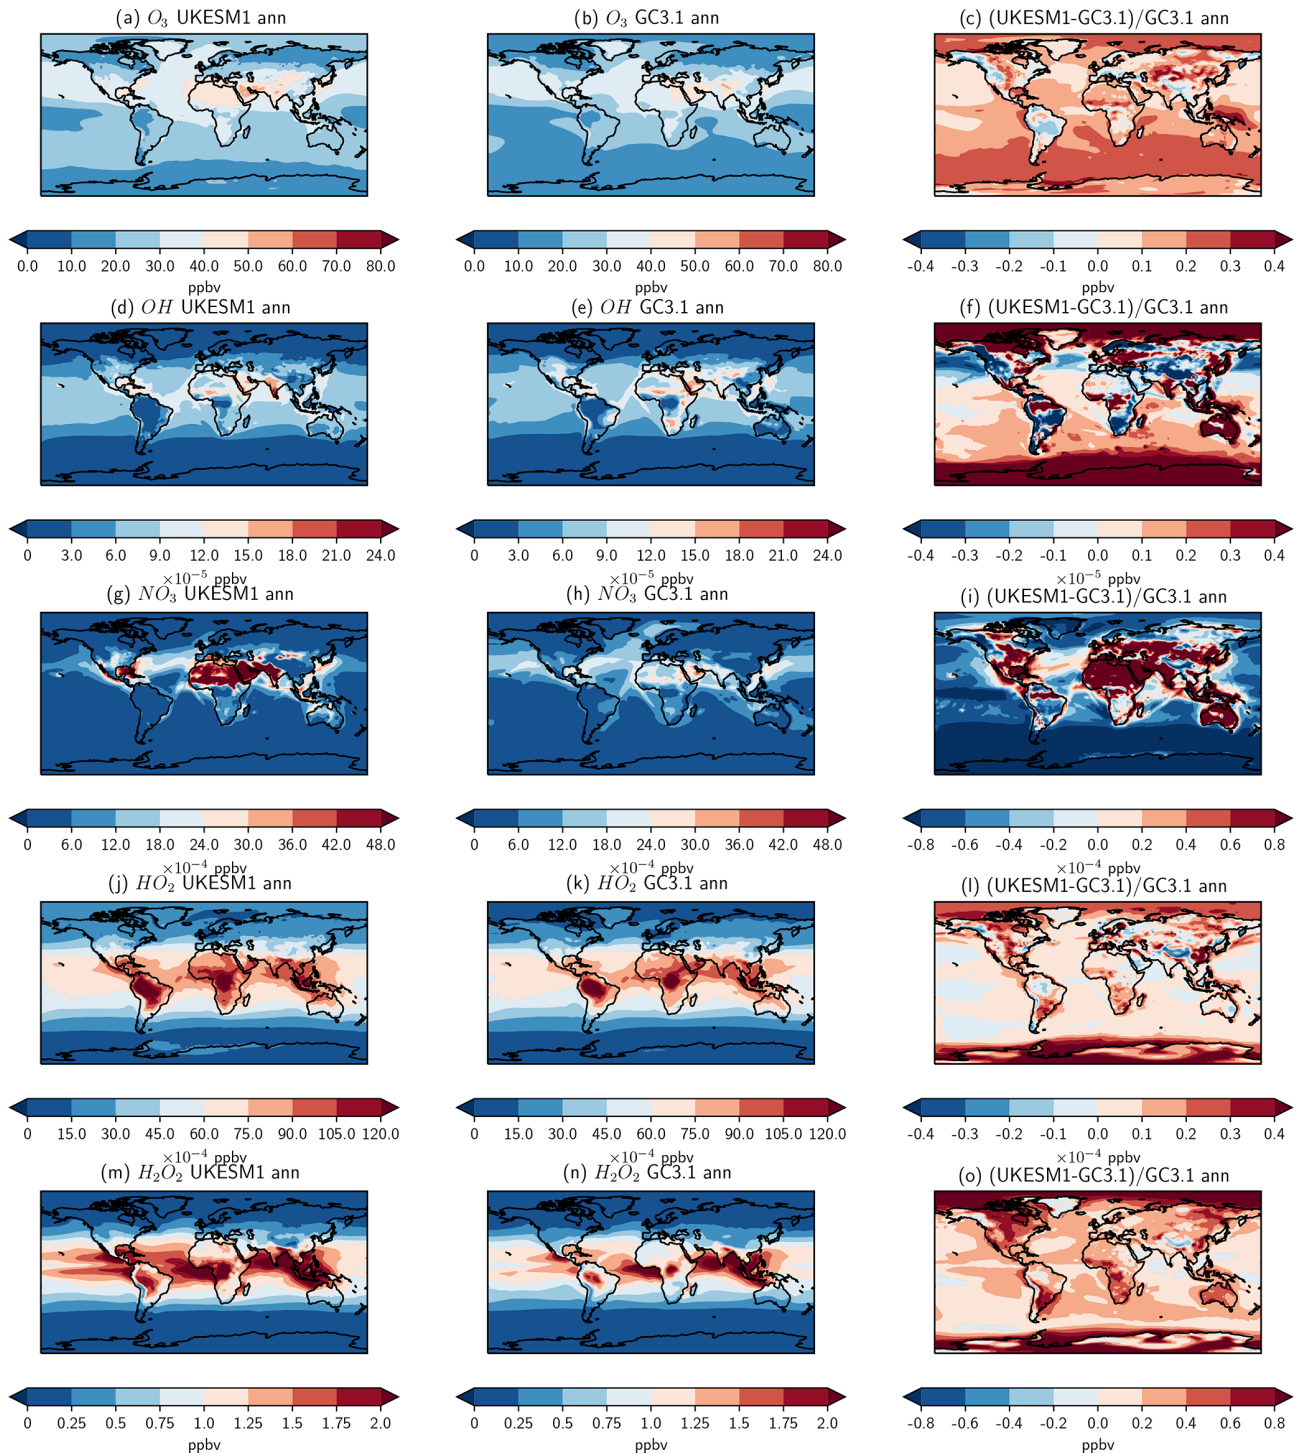 (a) O₃ UKESM1 ann
(b) O₃ GC3.1 ann
(c) (UKESM1-GC3.1)/GC3.1 ann
0.0 10.0 20.0 30.0 40.0 50.0 60.0 70.0 80.0
ppbv
0.0 10.0 20.0 30.0 40.0 50.0 60.0 70.0 80.0
ppbv
-0.4 -0.3 -0.2 -0.1 0.0 0.1 0.2 0.3 0.4
ppbv
(d) OH UKESM1 ann
(e) OH GC3.1 ann
(f) (UKESM1-GC3.1)/GC3.1 ann
0 3.0 6.0 9.0 12.0 15.0 18.0 21.0 24.0
×10⁻⁵ ppbv
0 3.0 6.0 9.0 12.0 15.0 18.0 21.0 24.0
×10⁻⁵ ppbv
-0.4 -0.3 -0.2 -0.1 0.0 0.1 0.2 0.3 0.4
×10⁻⁵ ppbv
(g) NO₃ UKESM1 ann
(h) NO₃ GC3.1 ann
(i) (UKESM1-GC3.1)/GC3.1 ann
0 6.0 12.0 18.0 24.0 30.0 36.0 42.0 48.0
×10⁻⁴ ppbv
0 6.0 12.0 18.0 24.0 30.0 36.0 42.0 48.0
×10⁻⁴ ppbv
-0.8 -0.6 -0.4 -0.2 0.0 0.2 0.4 0.6 0.8
×10⁻⁴ ppbv
(j) HO₂ UKESM1 ann
(k) HO₂ GC3.1 ann
(l) (UKESM1-GC3.1)/GC3.1 ann
0 15.0 30.0 45.0 60.0 75.0 90.0 105.0 120.0
×10⁻⁴ ppbv
0 15.0 30.0 45.0 60.0 75.0 90.0 105.0 120.0
×10⁻⁴ ppbv
-0.4 -0.3 -0.2 -0.1 0.0 0.1 0.2 0.3 0.4
×10⁻⁴ ppbv
(m) H₂O₂ UKESM1 ann
(n) H₂O₂ GC3.1 ann
(o) (UKESM1-GC3.1)/GC3.1 ann
0 0.25 0.5 0.75 1.0 1.25 1.5 1.75 2.0
ppbv
0 0.25 0.5 0.75 1.0 1.25 1.5 1.75 2.0
ppbv
-0.8 -0.6 -0.4 -0.2 0.0 0.2 0.4 0.6 0.8
ppbv